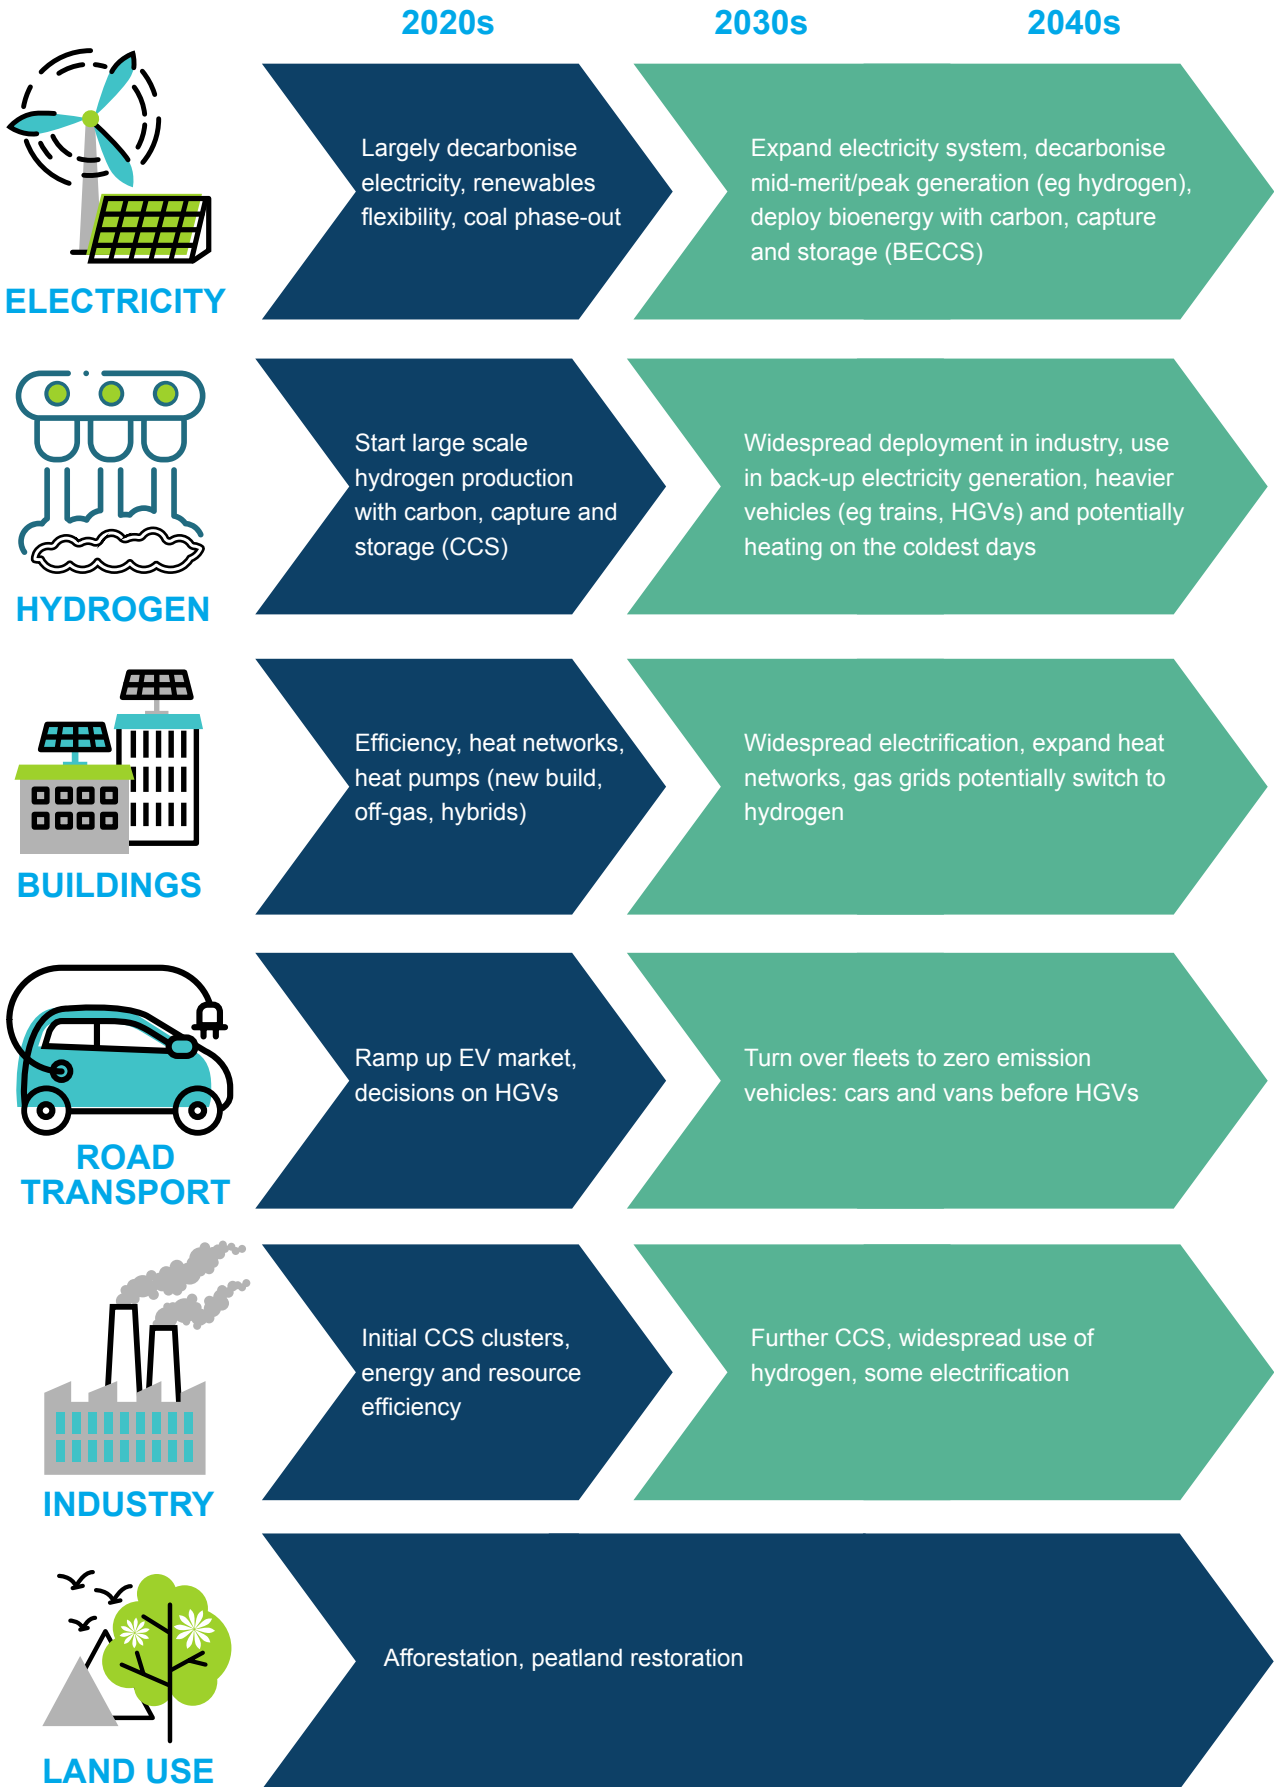 2020s
2030s
2040s
ELECTRICITY
Largely decarbonise
electricity, renewables
flexibility, coal phase-out
Expand electricity system, decarbonise
mid-merit/peak generation (eg hydrogen),
deploy bioenergy with carbon, capture
and storage (BECCS)
HYDROGEN
Start large scale
hydrogen production
with carbon, capture and
storage (CCS)
Widespread deployment in industry, use
in back-up electricity generation, heavier
vehicles (eg trains, HGVs) and potentially
heating on the coldest days
BUILDINGS
Efficiency, heat networks,
heat pumps (new build,
off-gas, hybrids)
Widespread electrification, expand heat
networks, gas grids potentially switch to
hydrogen
ROAD
TRANSPORT
Ramp up EV market,
decisions on HGVs
Turn over fleets to zero emission
vehicles: cars and vans before HGVs
INDUSTRY
Initial CCS clusters,
energy and resource
efficiency
Further CCS, widespread use of
hydrogen, some electrification
LAND USE
Afforestation, peatland restoration